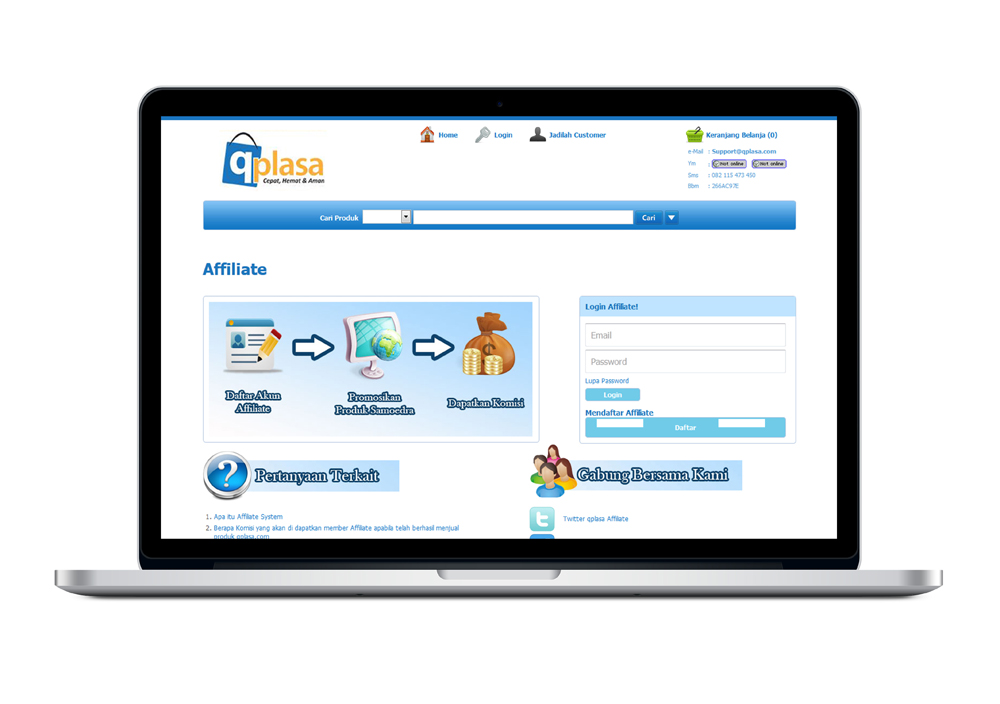 qplasa
Cepat, Hemat & Aman
Home
Login
Jadilah Customer
Keranjang Belanja (0)
e-Mail : Support@qplasa.com
Ym : Not online Not online
Sms : 082 115 473 450
Bbm : 266AC97E
Cari Produk
Cari
Affiliate
Daftar Akun
Affiliate
Promosikan
Produk Samoedra
Dapatkan Komisi
Login Affiliate!
Email
Password
Lupa Password
Login
Mendaftar Affiliate
Daftar
Pertanyaan Terkait
Gabung Bersama Kami
1. Apa itu Affiliate System
2. Berapa Komisi yang akan di dapatkan member Affiliate apabila telah berhasil menjual
produk qplasa.com
Twitter qplasa Affiliate